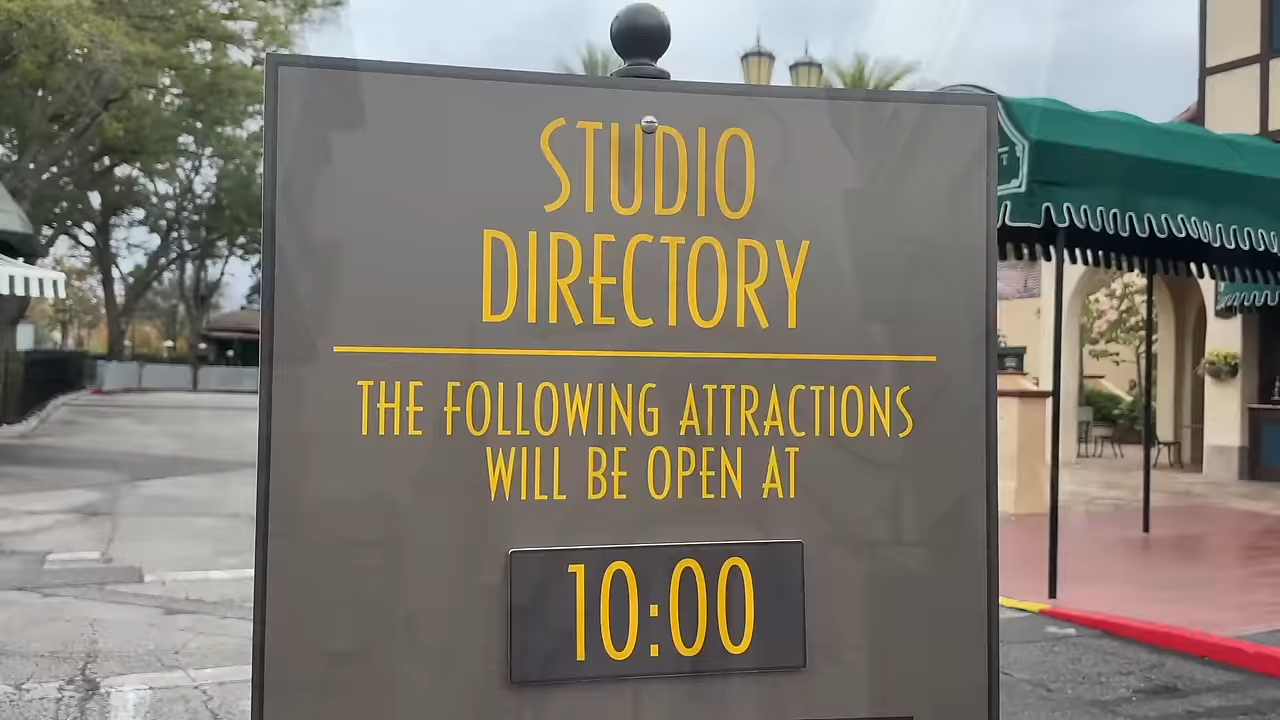 STUDIO
DIRECTORY
THE FOLLOWING ATTRACTIONS
WILL BE OPEN AT
10:00